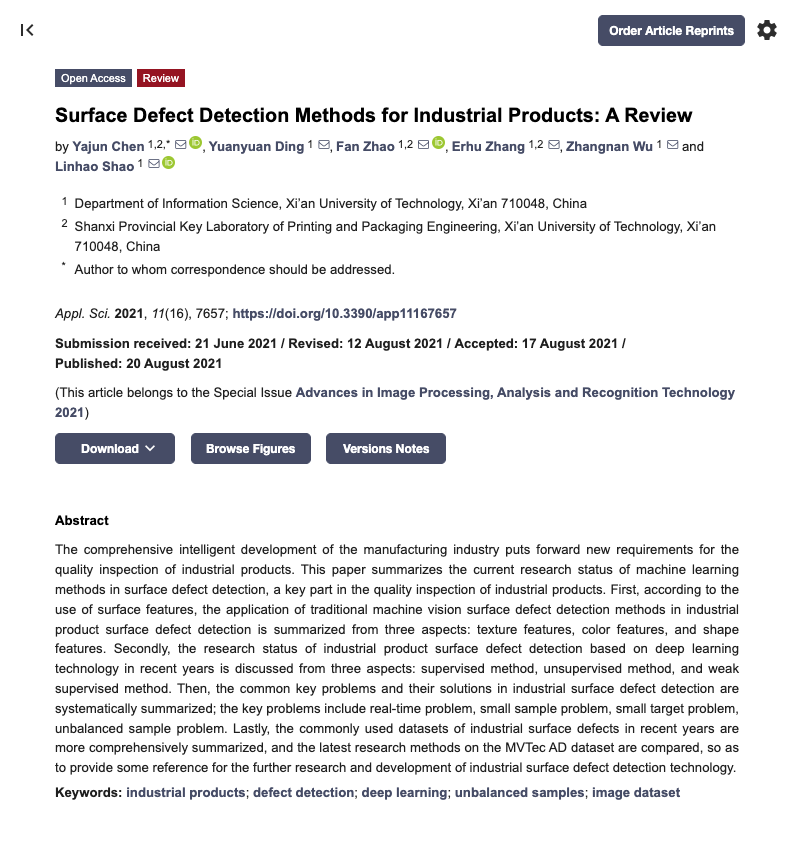 Order Article Reprints
Open Access Review
Surface Defect Detection Methods for Industrial Products: A Review
by Yajun Chen 1,2,* , Yuanyuan Ding 1 , Fan Zhao 1,2 , Erhu Zhang 1,2 , Zhangnan Wu 1 and
Linhao Shao 1
1 Department of Information Science, Xi’an University of Technology, Xi’an 710048, China
2 Shanxi Provincial Key Laboratory of Printing and Packaging Engineering, Xi’an University of Technology, Xi’an
710048, China
* Author to whom correspondence should be addressed.
Appl. Sci. 2021, 11(16), 7657; https://doi.org/10.3390/app11167657
Submission received: 21 June 2021 / Revised: 12 August 2021 / Accepted: 17 August 2021 /
Published: 20 August 2021
(This article belongs to the Special Issue Advances in Image Processing, Analysis and Recognition Technology
2021)
Download Browse Figures Versions Notes
Abstract
The comprehensive intelligent development of the manufacturing industry puts forward new requirements for the
quality inspection of industrial products. This paper summarizes the current research status of machine learning
methods in surface defect detection, a key part in the quality inspection of industrial products. First, according to the
use of surface features, the application of traditional machine vision surface defect detection methods in industrial
product surface defect detection is summarized from three aspects: texture features, color features, and shape
features. Secondly, the research status of industrial product surface defect detection based on deep learning
technology in recent years is discussed from three aspects: supervised method, unsupervised method, and weak
supervised method. Then, the common key problems and their solutions in industrial surface defect detection are
systematically summarized; the key problems include real-time problem, small sample problem, small target problem,
unbalanced sample problem. Lastly, the commonly used datasets of industrial surface defects in recent years are
more comprehensively summarized, and the latest research methods on the MVTec AD dataset are compared, so as
to provide some reference for the further research and development of industrial surface defect detection technology.
Keywords: industrial products; defect detection; deep learning; unbalanced samples; image dataset